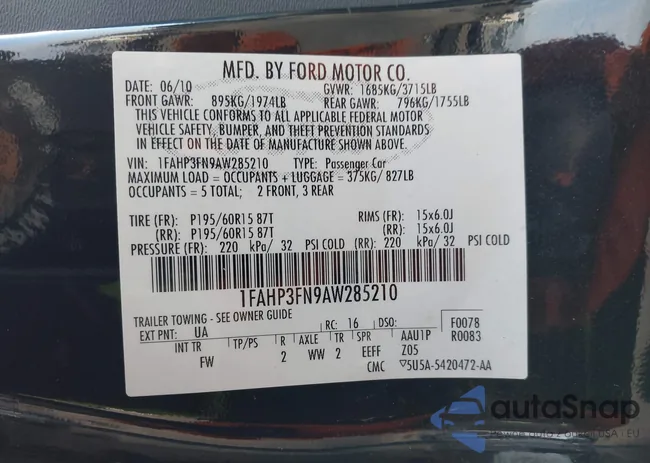 MFD. BY FORD MOTOR CO.
DATE: 06/10 GVWR: 1685KG/3715LB
FRONT GAWR: 895KG/1974LB REAR GAWR: 796KG/1755LB
THIS VEHICLE CONFORMS TO ALL APPLICABLE FEDERAL MOTOR
VEHICLE SAFETY, BUMPER, AND THEFT PREVENTION STANDARDS
IN EFFECT ON THE DATE OF MANUFACTURE SHOWN ABOVE.
VIN: 1FAHP3FN9AW285210 TYPE: Passenger Car
MAXIMUM LOAD = OCCUPANTS + LUGGAGE = 375KG/ 827LB
OCCUPANTS = 5 TOTAL; 2 FRONT, 3 REAR
TIRE (FR): P195/60R15 87T RIMS (FR): 15x6.0J
(RR): P195/60R15 87T (RR): 15x6.0J
PRESSURE (FR): 220 kPa/ 32 PSI COLD (RR): 220 kPa/ 32 PSI COLD
1FAHP3FN9AW285210
TRAILER TOWING - SEE OWNER GUIDE
EXT PNT: UA RC: 16 DSO: F0078
INT TR TP/PS R AXLE TR SPR AAU1P R0083
FW 2 WW 2 EEFF Z05
CMC 5U5A-5420472-AA
autaSnap